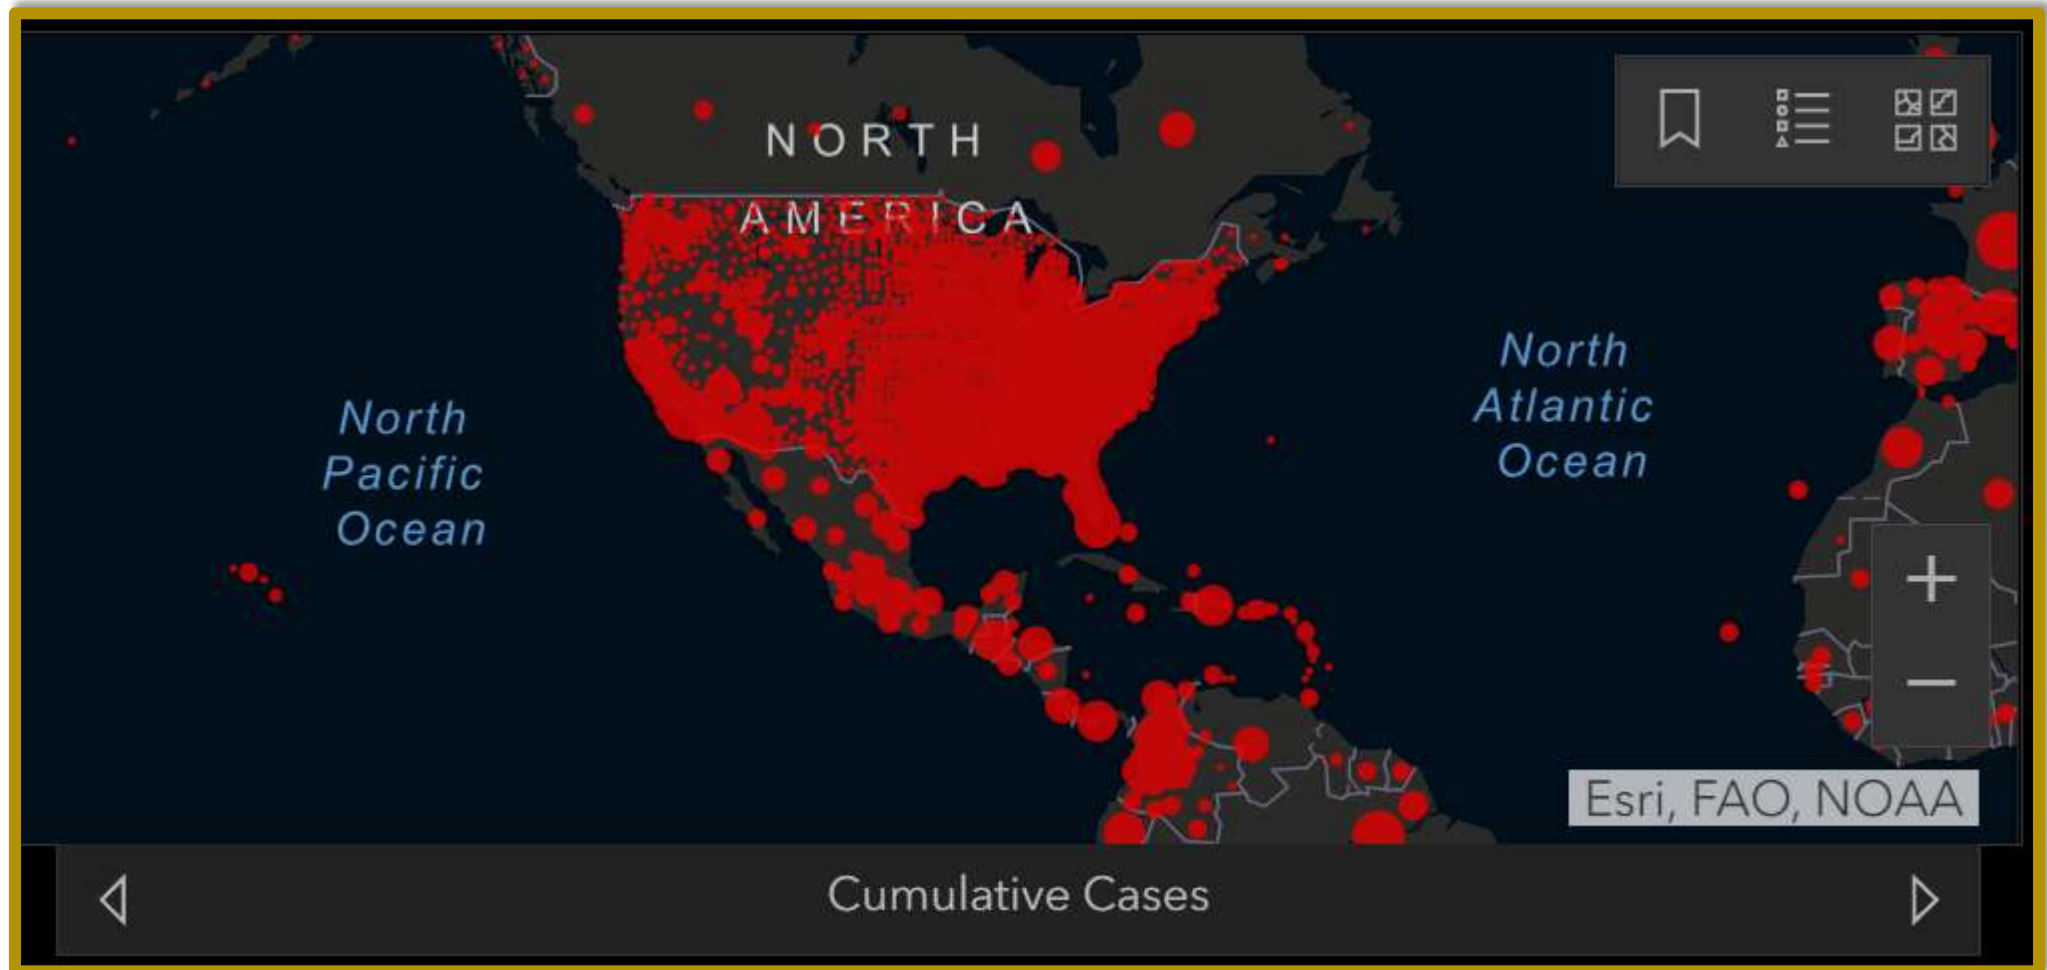 NORTH
AMERICA
North
Pacific
Ocean
North
Atlantic
Ocean
Esri, FAO, NOAA
Cumulative Cases